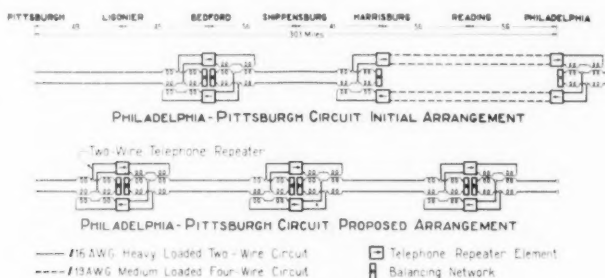 PITTSBURGH LIGONIER BEDFORD SHIPPENSBURG HARRISBURG READING PHILADELPHIA
301 Miles
PHILADELPHIA-PITTSBURGH CIRCUIT INITIAL ARRANGEMENT
Two-Wire Telephone Repeater
PHILADELPHIA-PITTSBURGH CIRCUIT PROPOSED ARRANGEMENT
#16 AWG Heavy Loaded Two-Wire Circuit
Telephone Repeater Element
#19 AWG Medium Loaded Four-Wire Circuit
Balancing Network